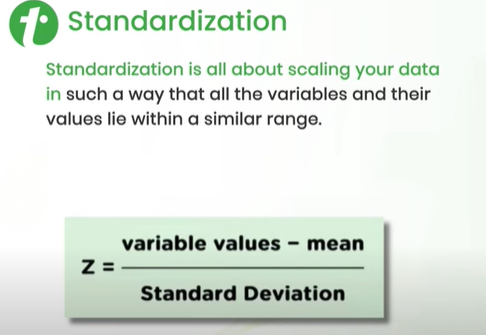 Standardization
Standardization is all about scaling your data
in such a way that all the variables and their
values lie within a similar range.
Z = variable values - mean
Standard Deviation